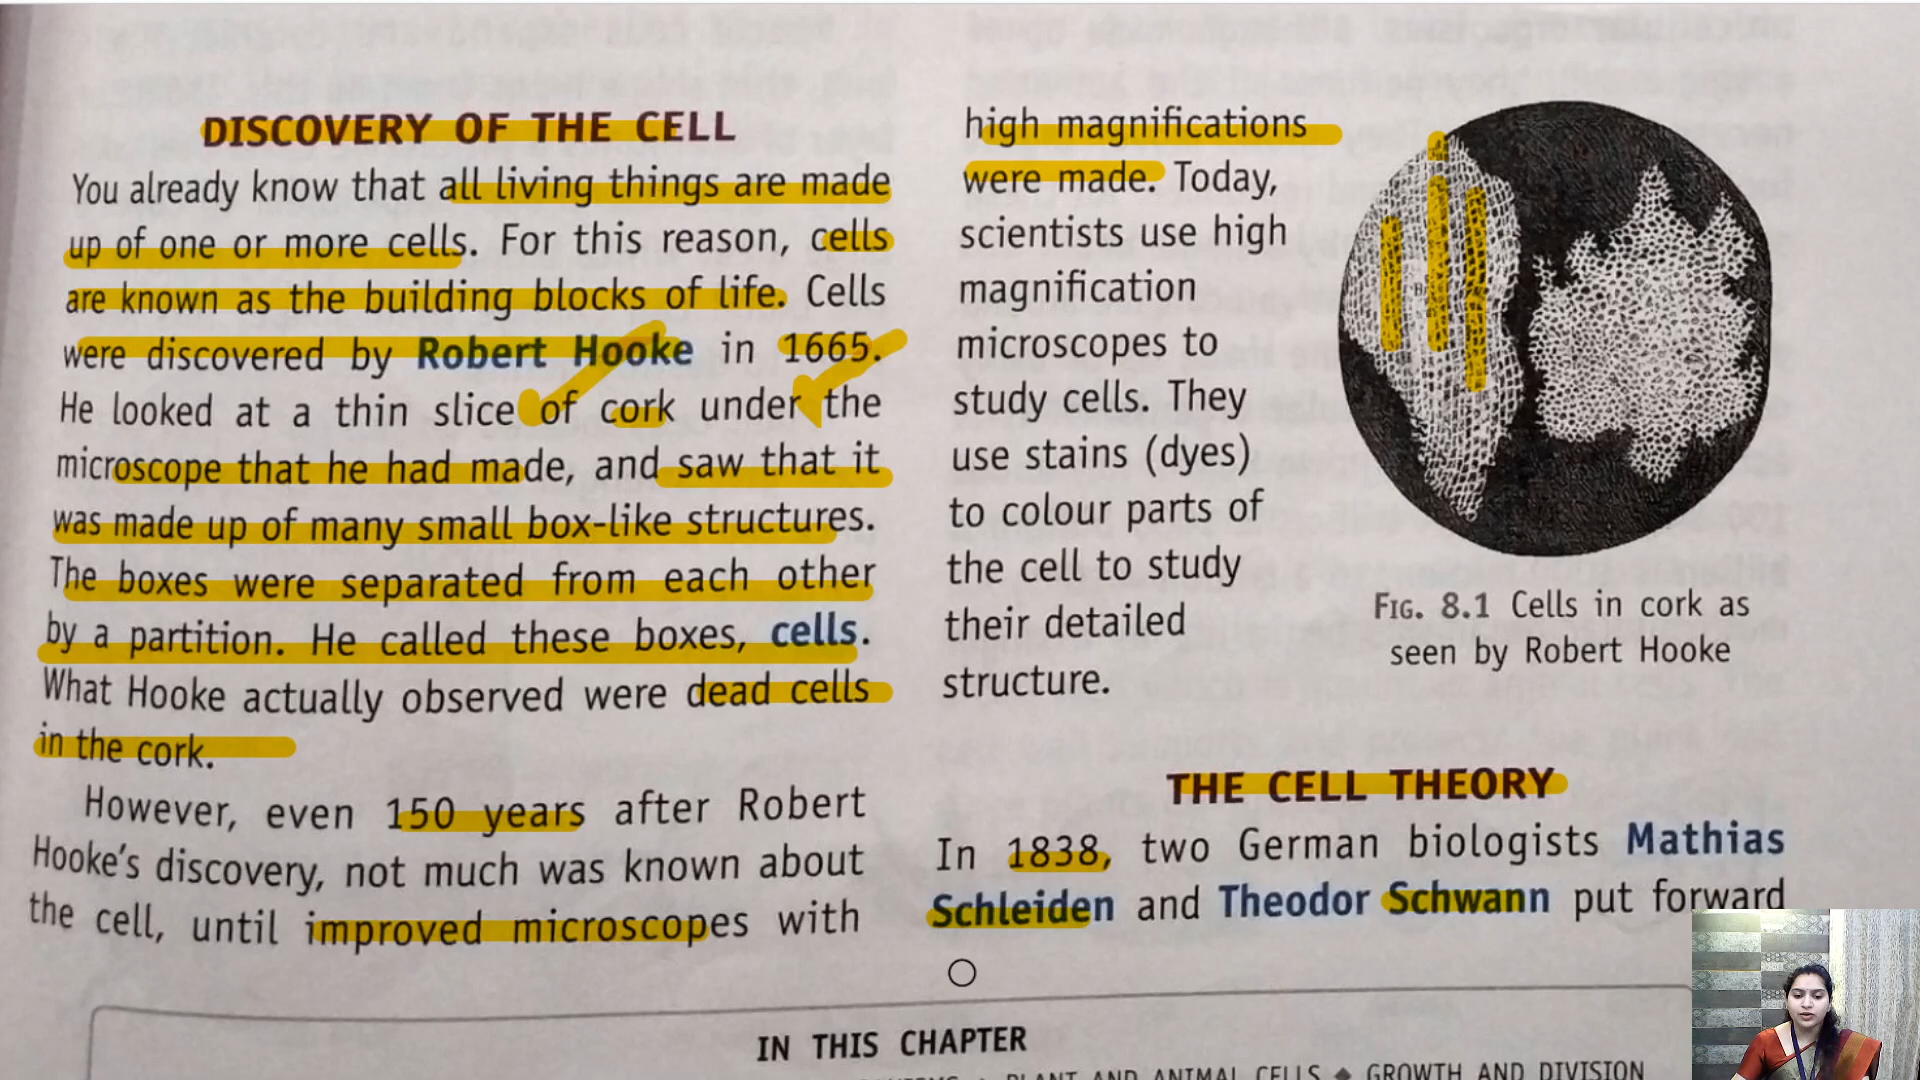 DISCOVERY OF THE CELL
You already know that all living things are made
up of one or more cells. For this reason, cells
are known as the building blocks of life. Cells
were discovered by Robert Hooke in 1665.
He looked at a thin slice of cork under the
microscope that he had made, and saw that it
was made up of many small box-like structures.
The boxes were separated from each other
by a partition. He called these boxes, cells.
What Hooke actually observed were dead cells
in the cork.
However, even 150 years after Robert
Hooke's discovery, not much was known about
the cell, until improved microscopes with
high magnifications
were made. Today,
scientists use high
magnification
microscopes to
study cells. They
use stains (dyes)
to colour parts of
the cell to study
their detailed
structure.
FIG. 8.1 Cells in cork as
seen by Robert Hooke
THE CELL THEORY
In 1838, two German biologists Mathias
Schleiden and Theodor Schwann put forward
IN THIS CHAPTER
PLANT AND ANIMAL CELLS ◆ GROWTH AND DIVISION